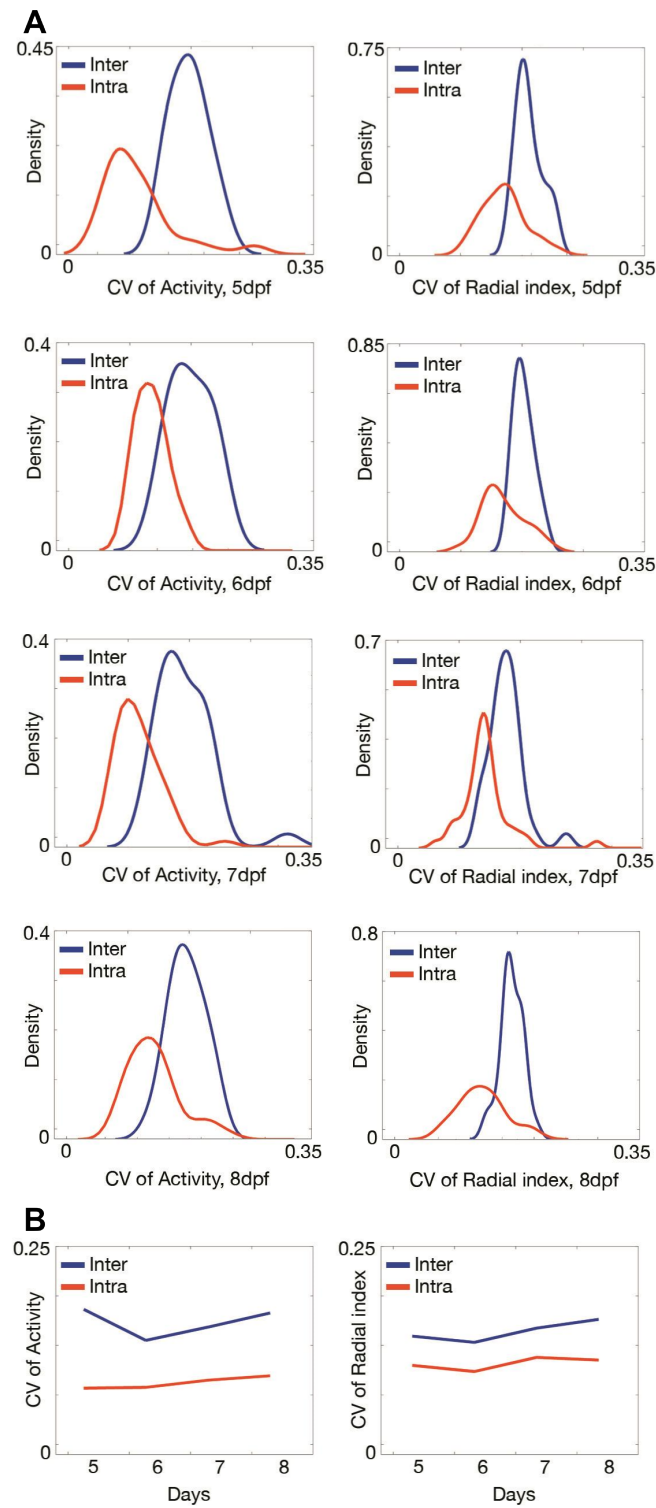 A
0.45
Inter
Intra
Density
0
0
0.35
CV of Activity, 5dpf
0.75
Inter
Intra
Density
0
0
0.35
CV of Radial index, 5dpf
0.4
Inter
Intra
Density
0
0
0.35
CV of Activity, 6dpf
0.85
Inter
Intra
Density
0
0
0.35
CV of Radial index, 6dpf
0.4
Inter
Intra
Density
0
0
0.35
CV of Activity, 7dpf
0.7
Inter
Intra
Density
0
0
0.35
CV of Radial index, 7dpf
0.4
Inter
Intra
Density
0
0
0.35
CV of Activity, 8dpf
0.8
Inter
Intra
Density
0
0
0.35
CV of Radial index, 8dpf
B
0.25
Inter
Intra
CV of Activity
0
5 6 7 8
Days
0.25
Inter
Intra
CV of Radial index
0
5 6 7 8
Days